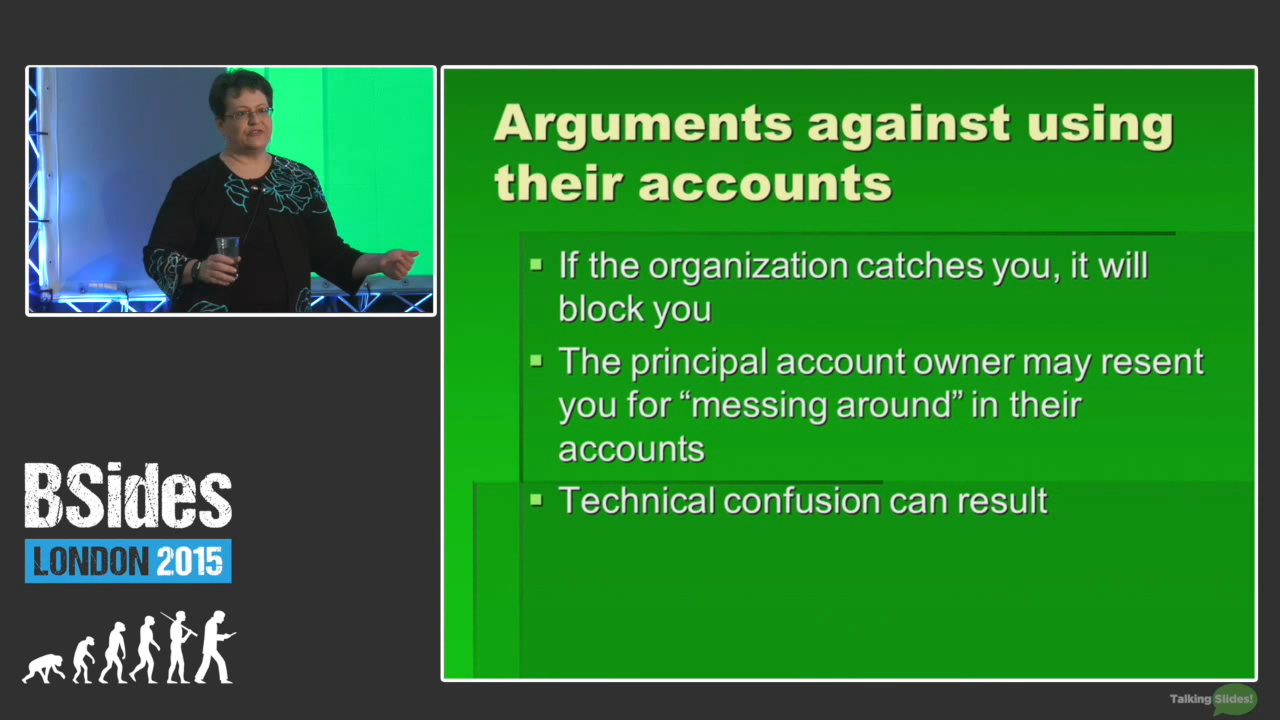 Arguments against using
their accounts
If the organization catches you, it will
block you
The principal account owner may resent
you for “messing around” in their
accounts
Technical confusion can result
BSides
LONDON 2015
Talking Slides!